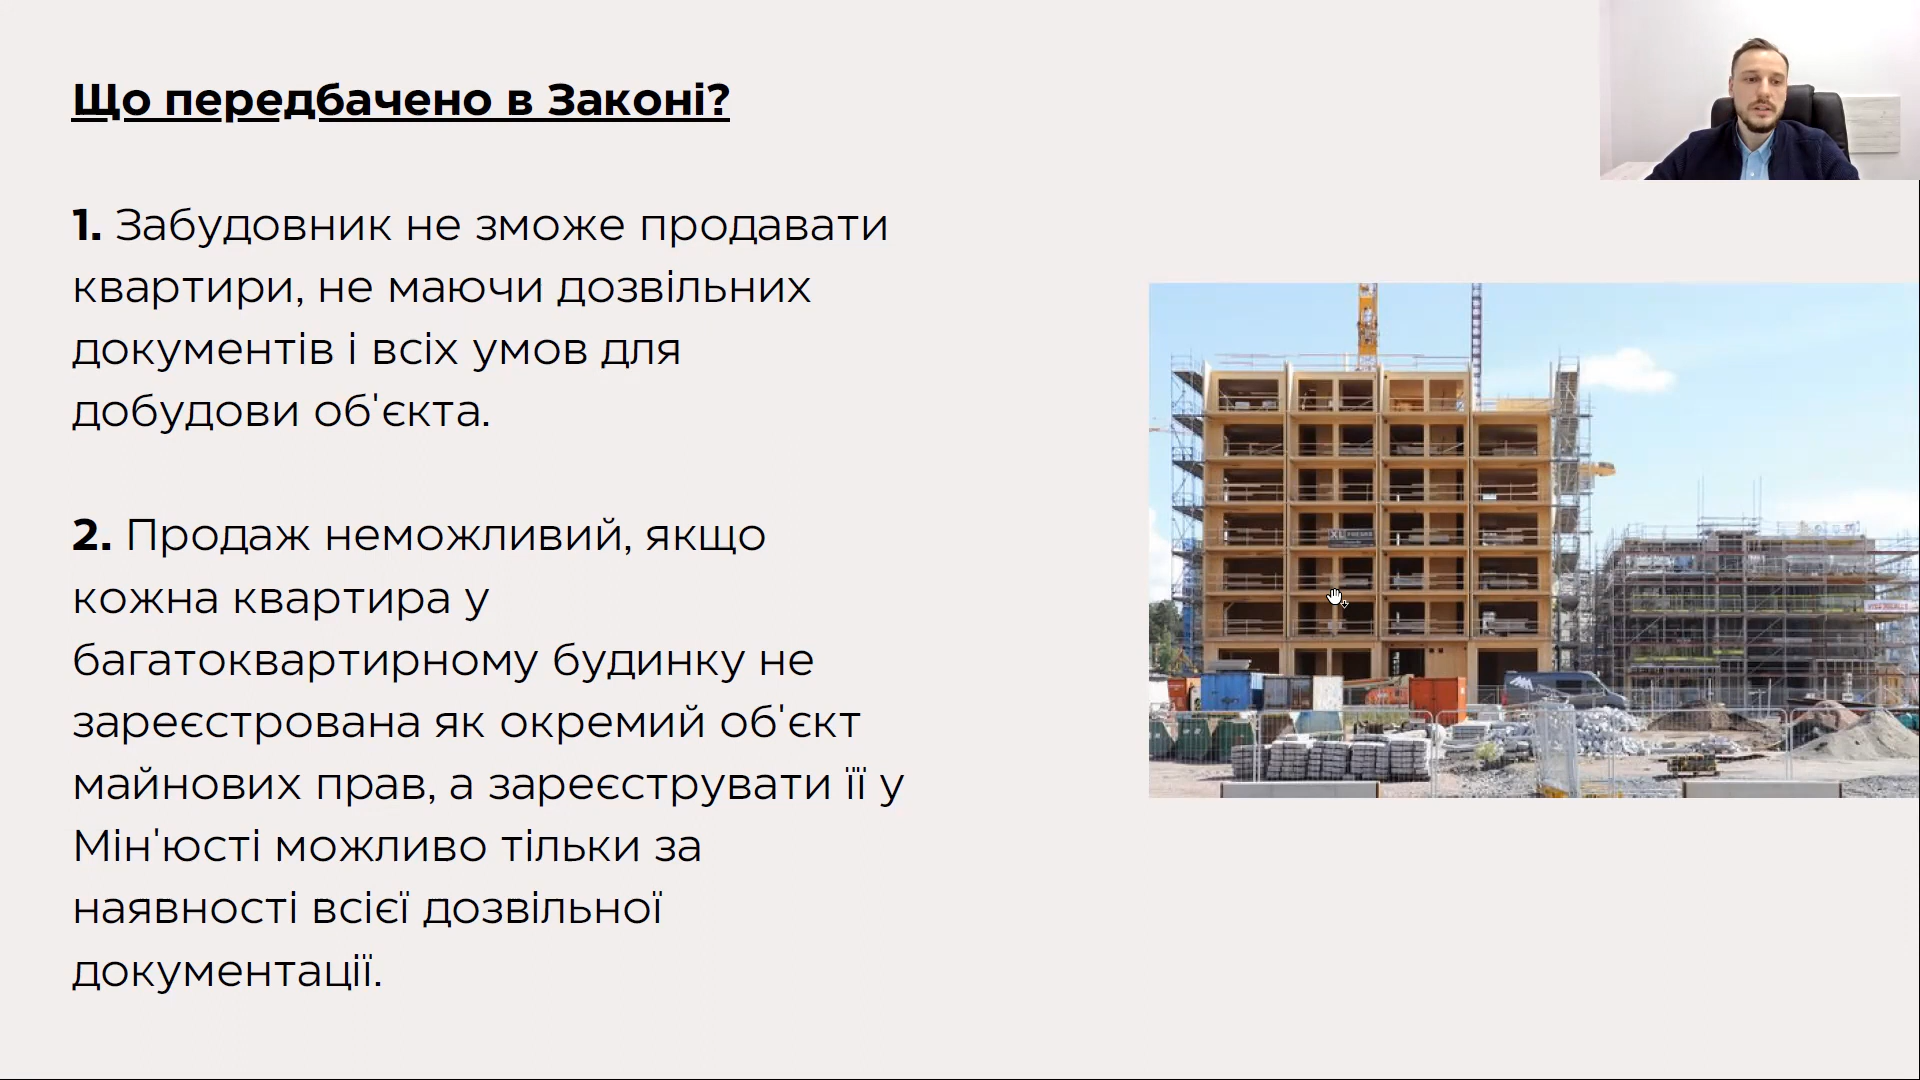 Що передбачено в Законі?
1. Забудовник не зможе продавати
квартири, не маючи дозвільних
документів і всіх умов для
добудови об'єкта.
2. Продаж неможливий, якщо
кожна квартира у
багатоквартирному будинку не
зареєстрована як окремий об'єкт
майнових прав, а зареєструвати її у
Мін'юсті можливо тільки за
наявності всієї дозвільної
документації.